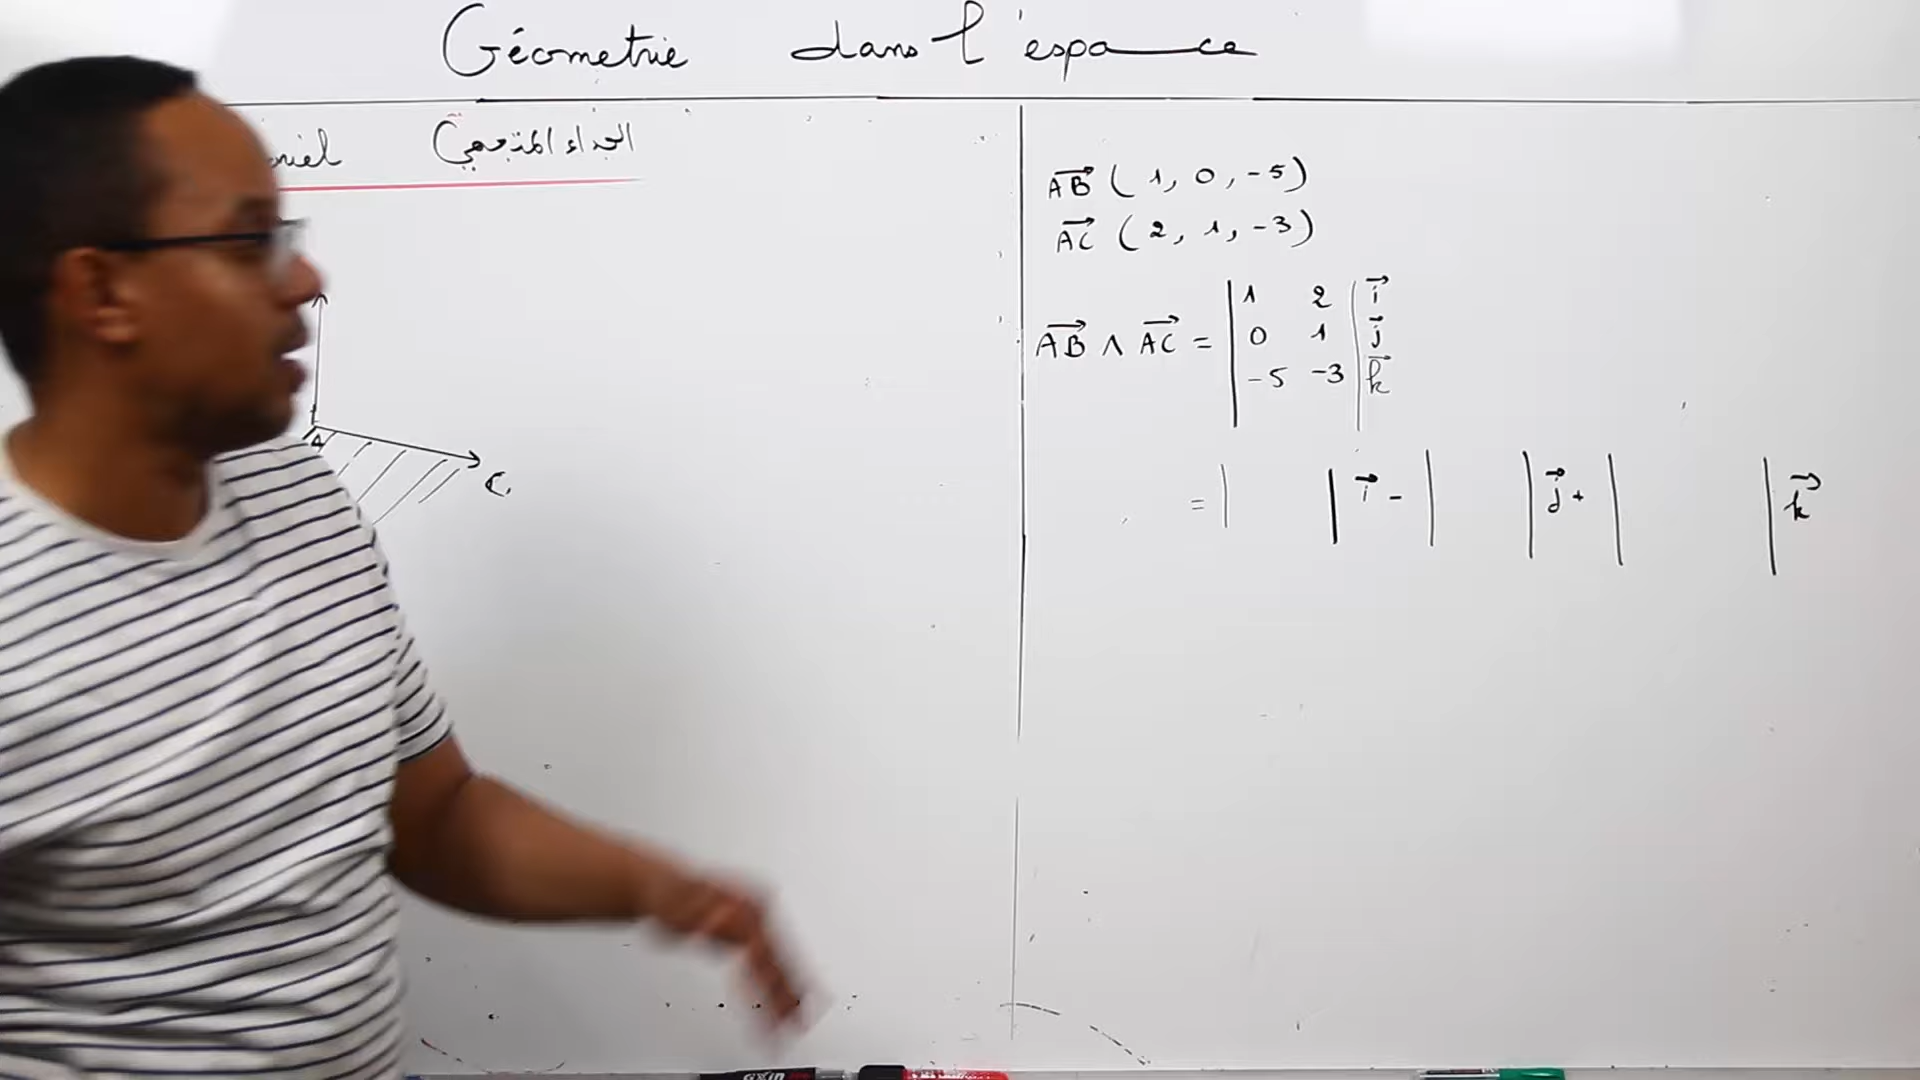 Géometrie dans l'espace
الجداء المتجهي
A
C
AB (1, 0, -5)
AC (2, 1, -3)
AB ∧ AC = | 1 2 | i
0 1 j
-5 -3 k
= | | i - | | j + | | k